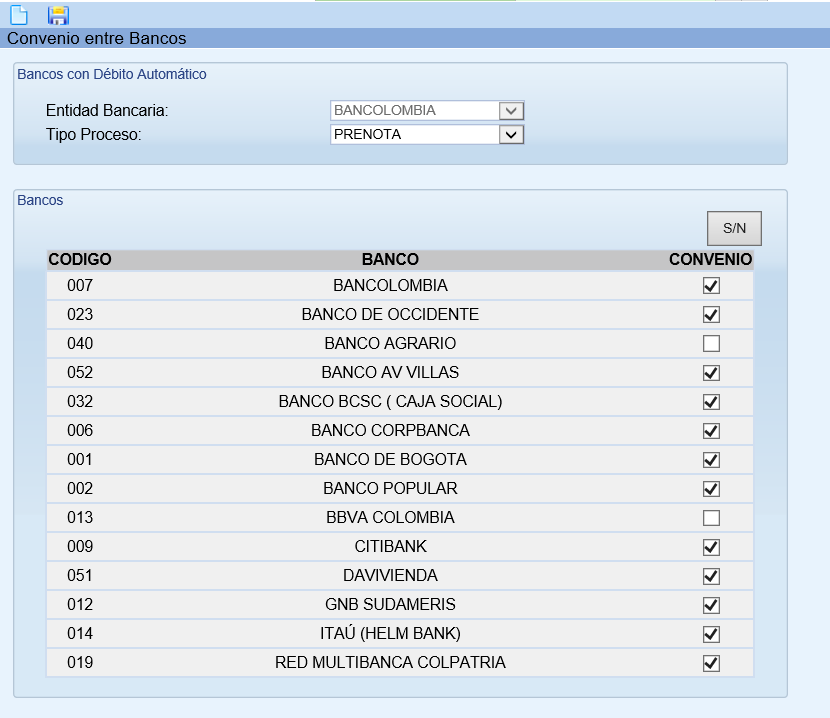 Convenio entre Bancos
Bancos con Débito Automático
Entidad Bancaria: BANCOLOMBIA
Tipo Proceso: PRENOTA
Bancos
S/N
CODIGO BANCO CONVENIO
007 BANCOLOMBIA
023 BANCO DE OCCIDENTE
040 BANCO AGRARIO
052 BANCO AV VILLAS
032 BANCO BCSC ( CAJA SOCIAL)
006 BANCO CORPBANCA
001 BANCO DE BOGOTA
002 BANCO POPULAR
013 BBVA COLOMBIA
009 CITIBANK
051 DAVIVIENDA
012 GNB SUDAMERIS
014 ITAÚ (HELM BANK)
019 RED MULTIBANCA COLPATRIA